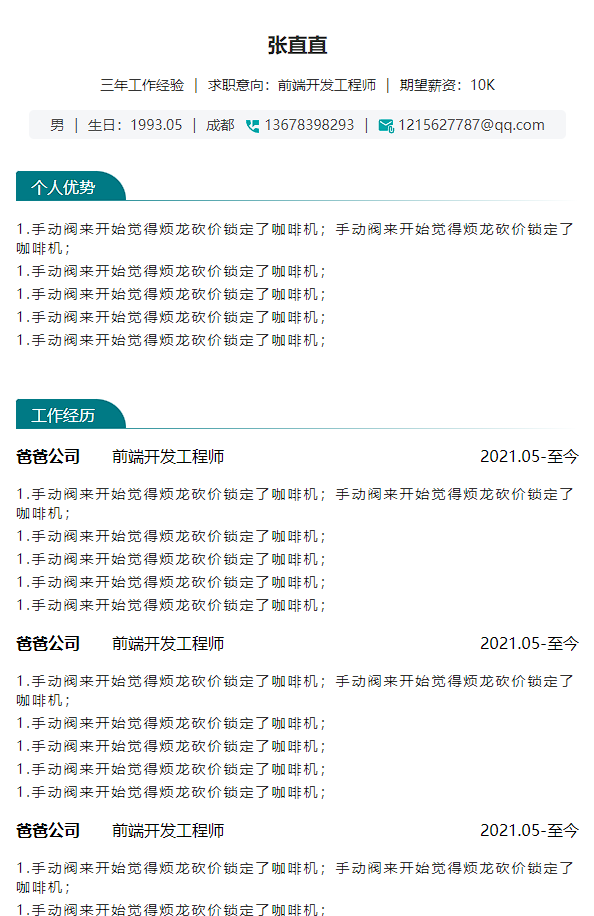 张直直
三年工作经验 | 求职意向：前端开发工程师 | 期望薪资：10K
男 | 生日：1993.05 | 成都 13678398293 | 1215627787@qq.com
个人优势
1.手动阀来开始觉得烦龙砍价锁定了咖啡机；手动阀来开始觉得烦龙砍价锁定了
咖啡机；
1.手动阀来开始觉得烦龙砍价锁定了咖啡机；
1.手动阀来开始觉得烦龙砍价锁定了咖啡机；
1.手动阀来开始觉得烦龙砍价锁定了咖啡机；
1.手动阀来开始觉得烦龙砍价锁定了咖啡机；
工作经历
爸爸公司 前端开发工程师 2021.05-至今
1.手动阀来开始觉得烦龙砍价锁定了咖啡机；手动阀来开始觉得烦龙砍价锁定了
咖啡机；
1.手动阀来开始觉得烦龙砍价锁定了咖啡机；
1.手动阀来开始觉得烦龙砍价锁定了咖啡机；
1.手动阀来开始觉得烦龙砍价锁定了咖啡机；
1.手动阀来开始觉得烦龙砍价锁定了咖啡机；
爸爸公司 前端开发工程师 2021.05-至今
1.手动阀来开始觉得烦龙砍价锁定了咖啡机；手动阀来开始觉得烦龙砍价锁定了
咖啡机；
1.手动阀来开始觉得烦龙砍价锁定了咖啡机；
1.手动阀来开始觉得烦龙砍价锁定了咖啡机；
1.手动阀来开始觉得烦龙砍价锁定了咖啡机；
1.手动阀来开始觉得烦龙砍价锁定了咖啡机；
爸爸公司 前端开发工程师 2021.05-至今
1.手动阀来开始觉得烦龙砍价锁定了咖啡机；手动阀来开始觉得烦龙砍价锁定了
咖啡机；
1.手动阀来开始觉得烦龙砍价锁定了咖啡机；